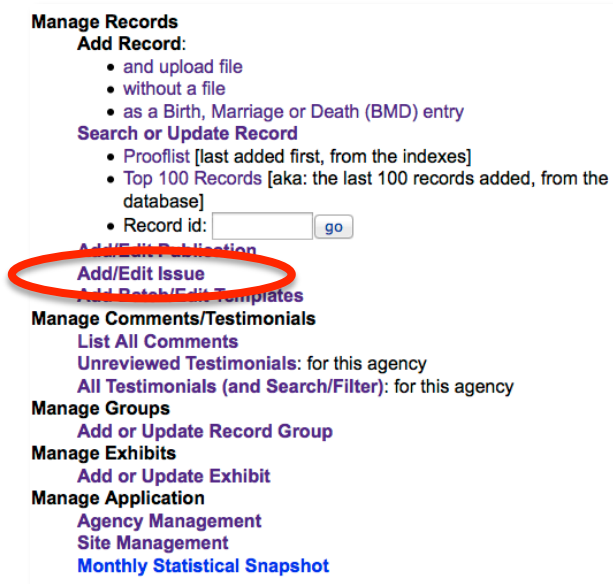 Manage Records
Add Record:
• and upload file
• without a file
• as a Birth, Marriage or Death (BMD) entry
Search or Update Record
• Prooflist [last added first, from the indexes]
• Top 100 Records [aka: the last 100 records added, from the
database]
• Record id: go
Add/Edit Publication
Add/Edit Issue
Add Batch/Edit Templates
Manage Comments/Testimonials
List All Comments
Unreviewed Testimonials: for this agency
All Testimonials (and Search/Filter): for this agency
Manage Groups
Add or Update Record Group
Manage Exhibits
Add or Update Exhibit
Manage Application
Agency Management
Site Management
Monthly Statistical Snapshot